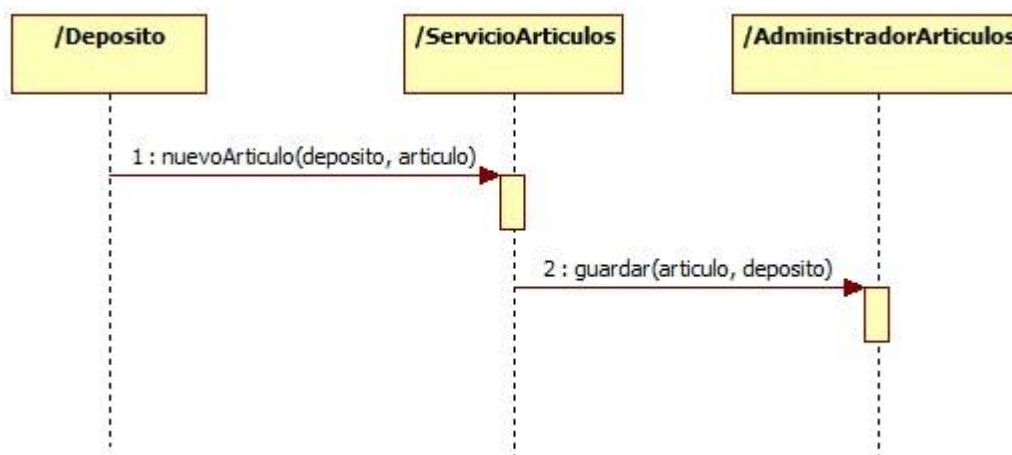 /Deposito
/ServicioArticulos
/AdministradorArticulos
1 : nuevoArticulo(deposito, articulo)
2 : guardar(articulo, deposito)